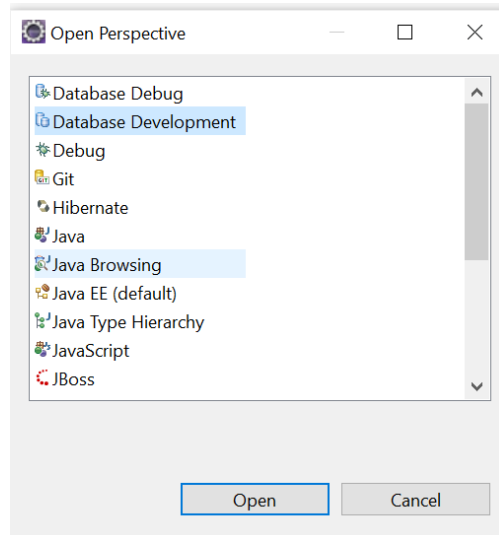 Open Perspective
Database Debug
Database Development
Debug
Git
Hibernate
Java
Java Browsing
Java EE (default)
Java Type Hierarchy
JavaScript
JBoss
Open
Cancel